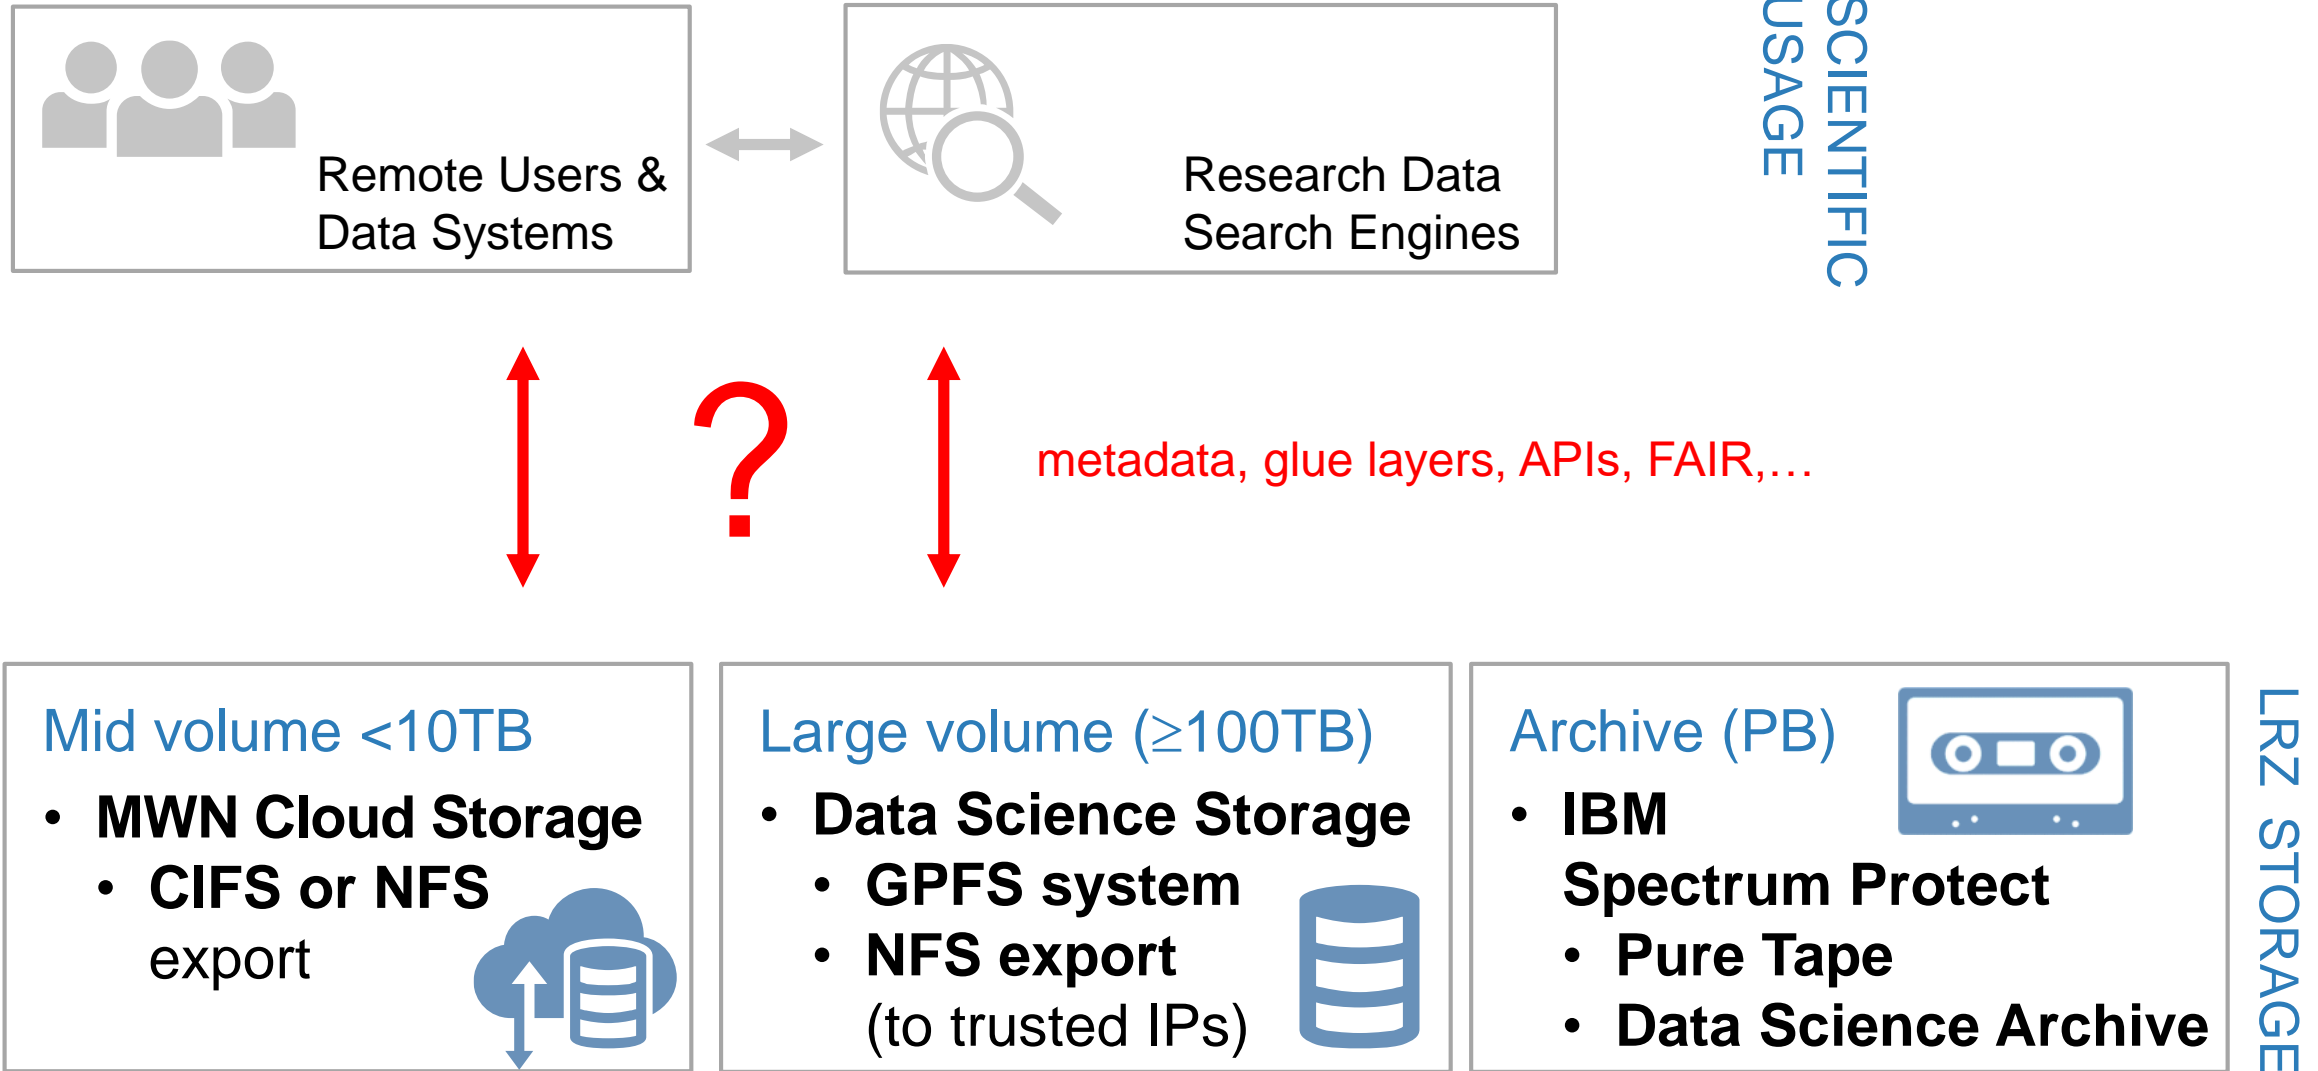 Remote Users &
Data Systems
Research Data
Search Engines
SCIENTIFIC
USAGE
?
metadata, glue layers, APIs, FAIR,…
Mid volume <10TB
• MWN Cloud Storage
• CIFS or NFS
export
Large volume (≥100TB)
• Data Science Storage
• GPFS system
• NFS export
(to trusted IPs)
Archive (PB)
• IBM
Spectrum Protect
• Pure Tape
• Data Science Archive
LRZ STORAGE